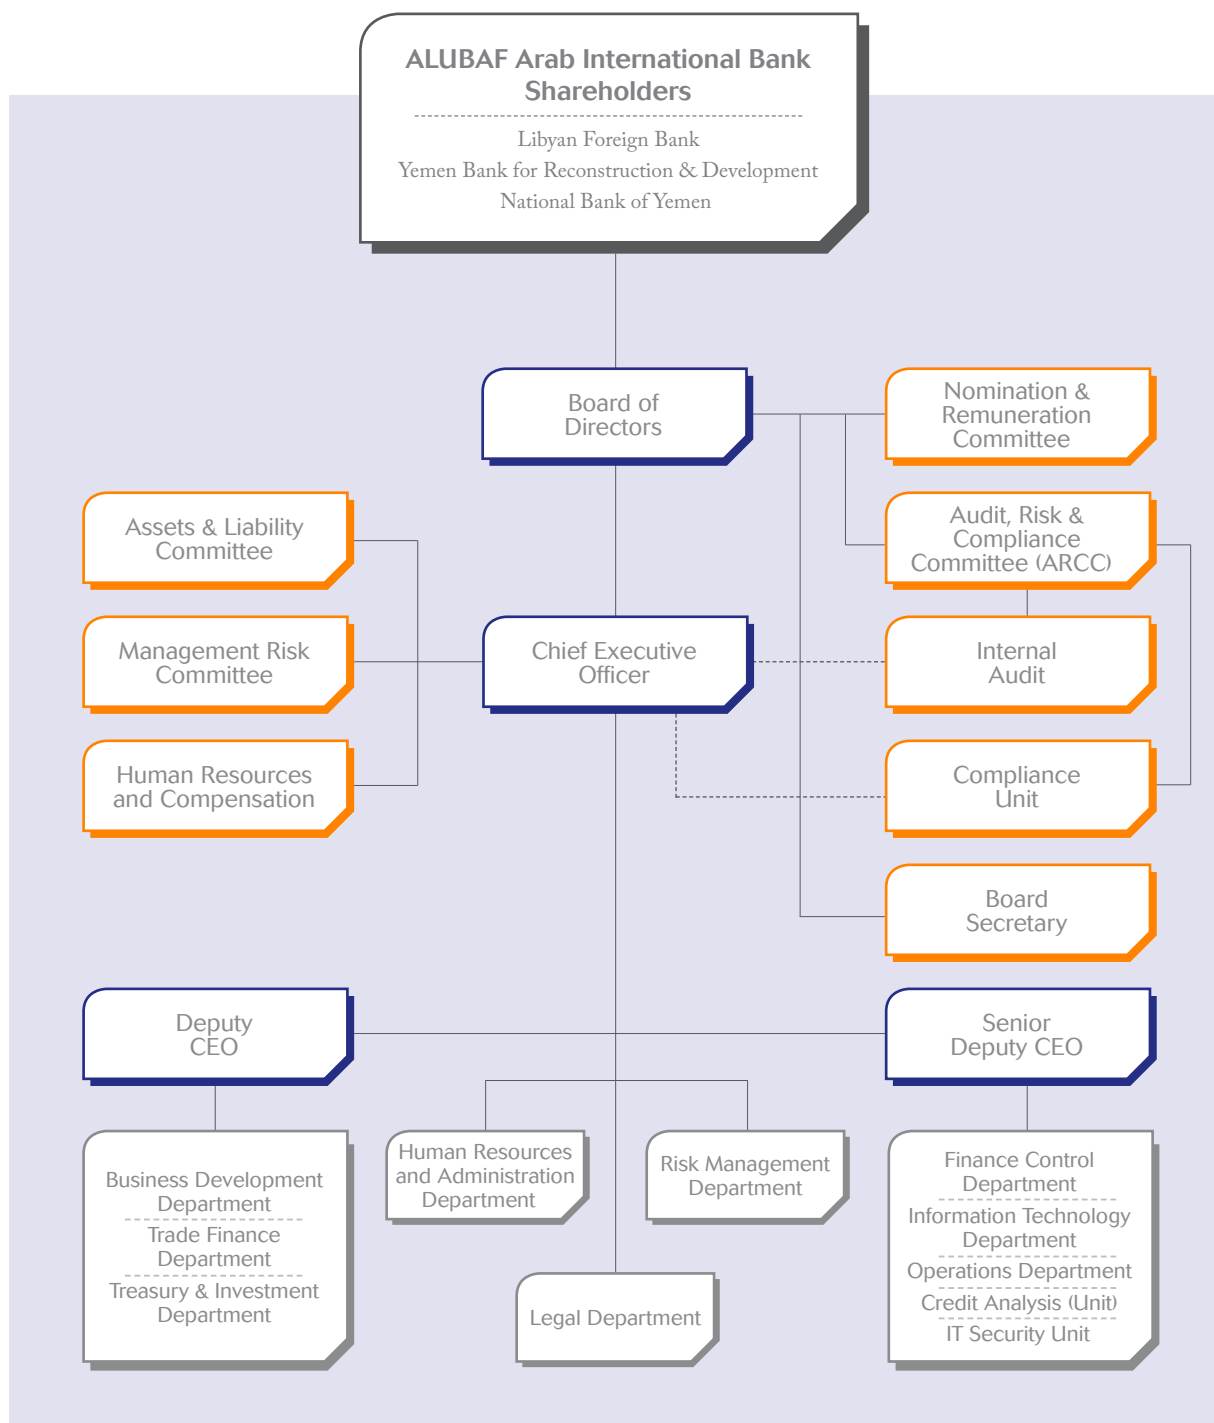 ALUBAF Arab International Bank
Shareholders
Libyan Foreign Bank
Yemen Bank for Reconstruction & Development
National Bank of Yemen
Board of
Directors
Nomination &
Remuneration
Committee
Assets & Liability
Committee
Audit, Risk &
Compliance
Committee (ARCC)
Management Risk
Committee
Chief Executive
Officer
Internal
Audit
Human Resources
and Compensation
Compliance
Unit
Board
Secretary
Deputy
CEO
Senior
Deputy CEO
Business Development
Department
Trade Finance
Department
Treasury & Investment
Department
Human Resources
and Administration
Department
Risk Management
Department
Legal Department
Finance Control
Department
Information Technology
Department
Operations Department
Credit Analysis (Unit)
IT Security Unit